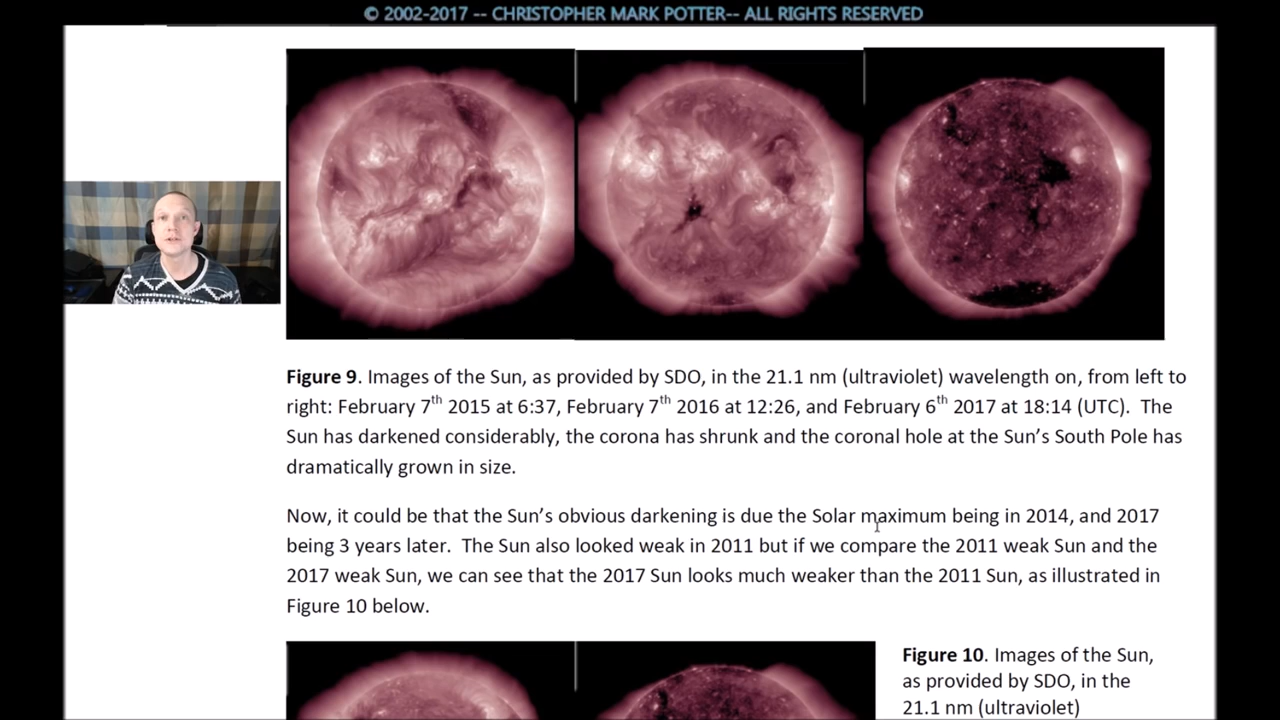 © 2002-2017 -- CHRISTOPHER MARK POTTER-- ALL RIGHTS RESERVED
Figure 9. Images of the Sun, as provided by SDO, in the 21.1 nm (ultraviolet) wavelength on, from left to
right: February 7th 2015 at 6:37, February 7th 2016 at 12:26, and February 6th 2017 at 18:14 (UTC). The
Sun has darkened considerably, the corona has shrunk and the coronal hole at the Sun's South Pole has
dramatically grown in size.
Now, it could be that the Sun's obvious darkening is due the Solar maximum being in 2014, and 2017
being 3 years later. The Sun also looked weak in 2011 but if we compare the 2011 weak Sun and the
2017 weak Sun, we can see that the 2017 Sun looks much weaker than the 2011 Sun, as illustrated in
Figure 10 below.
Figure 10. Images of the Sun,
as provided by SDO, in the
21.1 nm (ultraviolet)